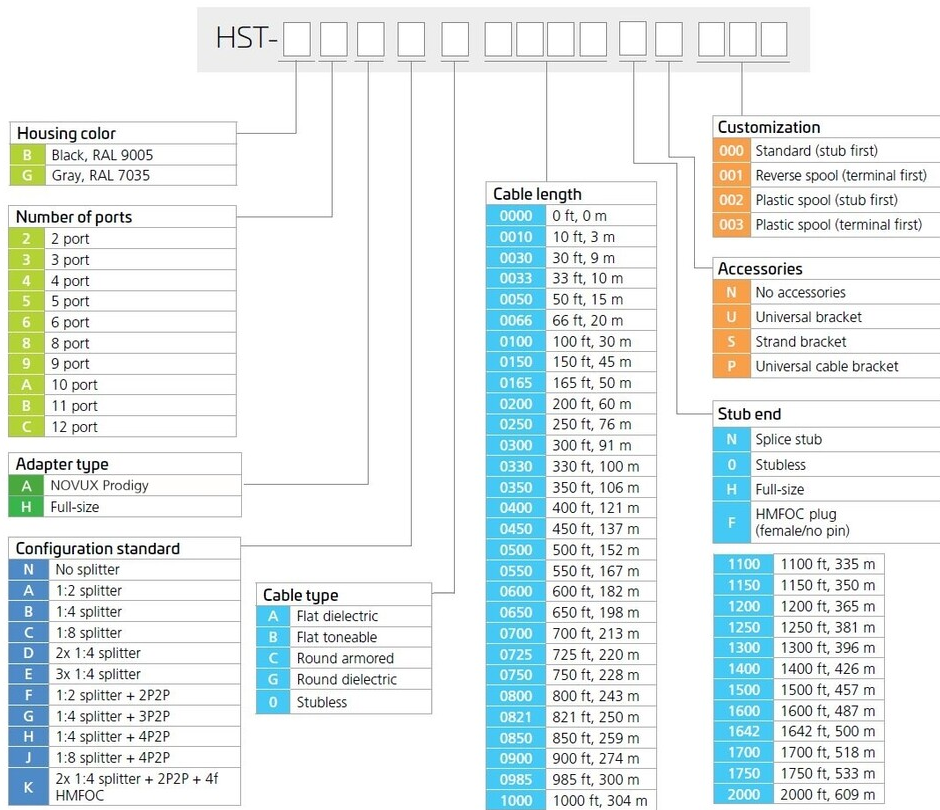 HST-
Housing color
B Black, RAL 9005
G Gray, RAL 7035
Number of ports
2 2 port
3 3 port
4 4 port
5 5 port
6 6 port
8 8 port
9 9 port
A 10 port
B 11 port
C 12 port
Adapter type
A NOVUX Prodigy
H Full-size
Configuration standard
N No splitter
A 1:2 splitter
B 1:4 splitter
C 1:8 splitter
D 2x 1:4 splitter
E 3x 1:4 splitter
F 1:2 splitter + 2P2P
G 1:4 splitter + 3P2P
H 1:4 splitter + 4P2P
J 1:8 splitter + 4P2P
K 2x 1:4 splitter + 2P2P + 4f
HMFOC
Cable type
A Flat dielectric
B Flat toneable
C Round armored
G Round dielectric
0 Stubless
Cable length
0000 0 ft, 0 m
0010 10 ft, 3 m
0030 30 ft, 9 m
0033 33 ft, 10 m
0050 50 ft, 15 m
0066 66 ft, 20 m
0100 100 ft, 30 m
0150 150 ft, 45 m
0165 165 ft, 50 m
0200 200 ft, 60 m
0250 250 ft, 76 m
0300 300 ft, 91 m
0330 330 ft, 100 m
0350 350 ft, 106 m
0400 400 ft, 121 m
0450 450 ft, 137 m
0500 500 ft, 152 m
0550 550 ft, 167 m
0600 600 ft, 182 m
0650 650 ft, 198 m
0700 700 ft, 213 m
0725 725 ft, 220 m
0750 750 ft, 228 m
0800 800 ft, 243 m
0821 821 ft, 250 m
0850 850 ft, 259 m
0900 900 ft, 274 m
0985 985 ft, 300 m
1000 1000 ft, 304 m
Customization
000 Standard (stub first)
001 Reverse spool (terminal first)
002 Plastic spool (stub first)
003 Plastic spool (terminal first)
Accessories
N No accessories
U Universal bracket
S Strand bracket
P Universal cable bracket
Stub end
N Splice stub
0 Stubless
H Full-size
F HMFOC plug
(female/no pin)
1100 1100 ft, 335 m
1150 1150 ft, 350 m
1200 1200 ft, 365 m
1250 1250 ft, 381 m
1300 1300 ft, 396 m
1400 1400 ft, 426 m
1500 1500 ft, 457 m
1600 1600 ft, 487 m
1642 1642 ft, 500 m
1700 1700 ft, 518 m
1750 1750 ft, 533 m
2000 2000 ft, 609 m